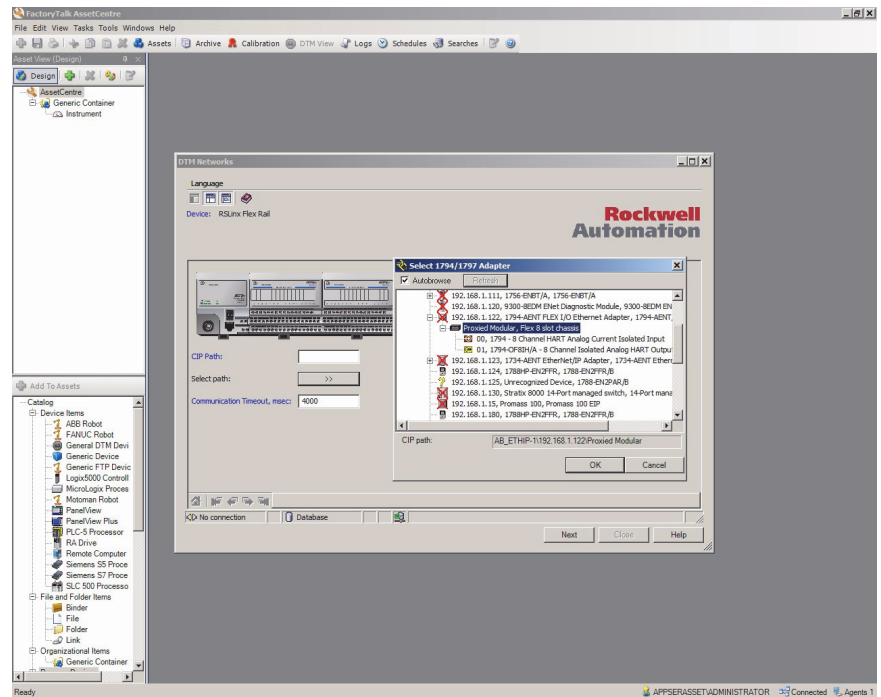 FactoryTalk AssetCentre
File Edit View Tasks Tools Windows Help
Assets Archive Calibration DTM View Logs Schedules Searches
Asset View (Design)
Design
AssetCentre
Generic Container
Instrument
DTM Networks
Language
Device: RSLinx Flex Rail
Rockwell
Automation
Select 1794/1797 Adapter
Autobrowse Refresh
192.168.1.111, 1756-ENBT/A, 1756-ENBT/A
192.168.1.120, 9300-8EDM ENet Diagnostic Module, 9300-8EDM EN
192.168.1.122, 1794-AENT FLEX I/O Ethernet Adapter, 1794-AENT,
Proxied Modular, Flex 8 slot chassis
00, 1794 - 8 Channel HART Analog Current Isolated Input
01, 1794-OF8IH/A - 8 Channel Isolated Analog HART Outpu
192.168.1.123, 1734-AENT EtherNet/IP Adapter, 1734-AENT Ethern
192.168.1.124, 1788HP-EN2FFR, 1788-EN2FFR/B
192.168.1.125, Unrecognized Device, 1788-EN2PAR/B
192.168.1.130, Stratix 8000 14-Port managed switch, 14-Port mana
192.168.1.15, Promass 100, Promass 100 EIP
192.168.1.180, 1788HP-EN2FFR, 1788-EN2FFR/B
CIP path: AB_ETHIP-1\192.168.1.122\Proxied Modular
OK Cancel
CIP Path:
Select path: >>
Communication Timeout, msec: 4000
No connection Database
Next Close Help
Add To Assets
Catalog
Device Items
ABB Robot
FANUC Robot
General DTM Devi
Generic Device
Generic FTP Devic
Logix5000 Controll
MicroLogix Proces
Motoman Robot
PanelView
PanelView Plus
PLC-5 Processor
RA Drive
Remote Computer
Siemens S5 Proce
Siemens S7 Proce
SLC 500 Processo
File and Folder Items
Binder
File
Folder
Link
Organizational Items
Generic Container
Ready
APPSERASSET\ADMINISTRATOR Connected Agents 1